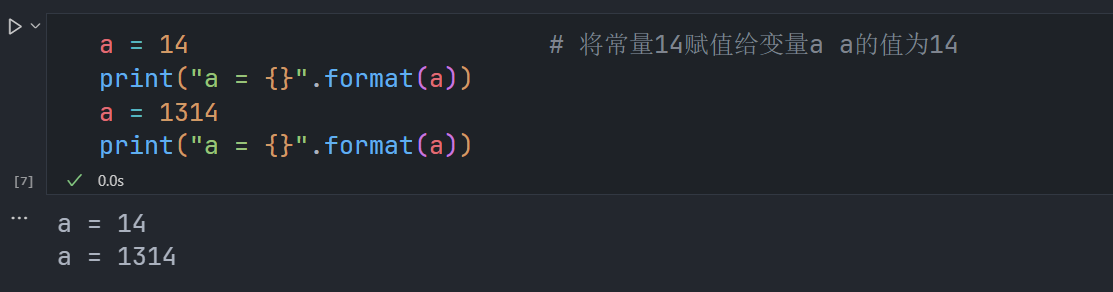 a = 14 # 将常量14赋值给变量a a的值为14
print("a = {}".format(a))
a = 1314
print("a = {}".format(a))
[7] 0.0s
a = 14
a = 1314